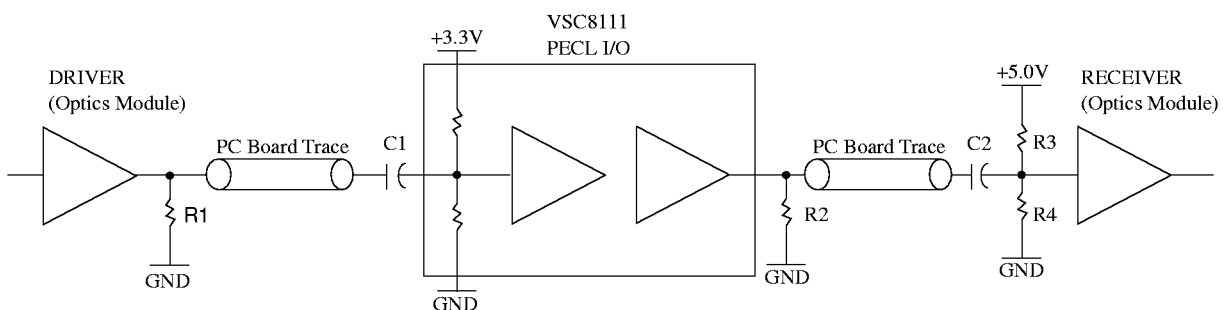 VSC8111
PECL I/O
+3.3V
DRIVER
(Optics Module)
+5.0V
RECEIVER
(Optics Module)
PC Board Trace
C1
PC Board Trace
C2
R3
R1
R2
R4
GND
GND
GND
GND